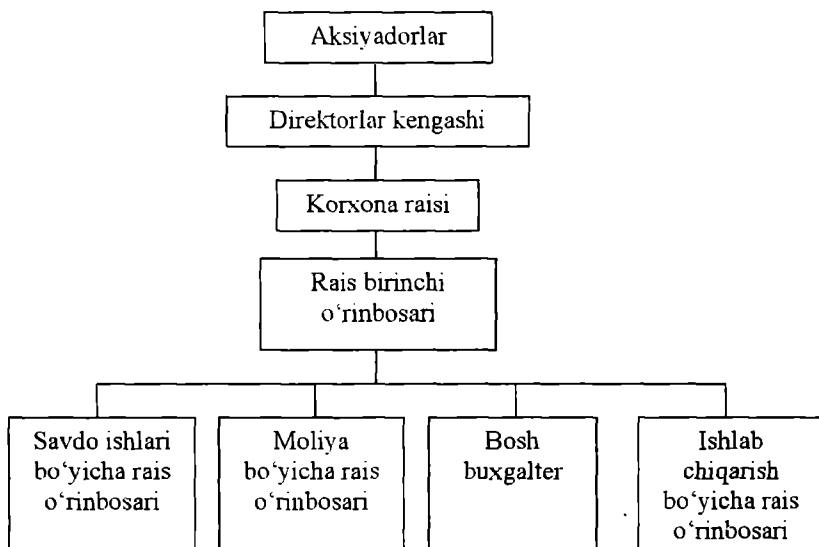 Aksiyadorlar
Direktorlar kengashi
Korxona raisi
Rais birinchi
o‘rinbosari
Savdo ishlari
bo‘yicha rais
o‘rinbosari
Moliya
bo‘yicha rais
o‘rinbosari
Bosh
buxgalter
Ishlab
chiqarish
bo‘yicha rais
o‘rinbosari